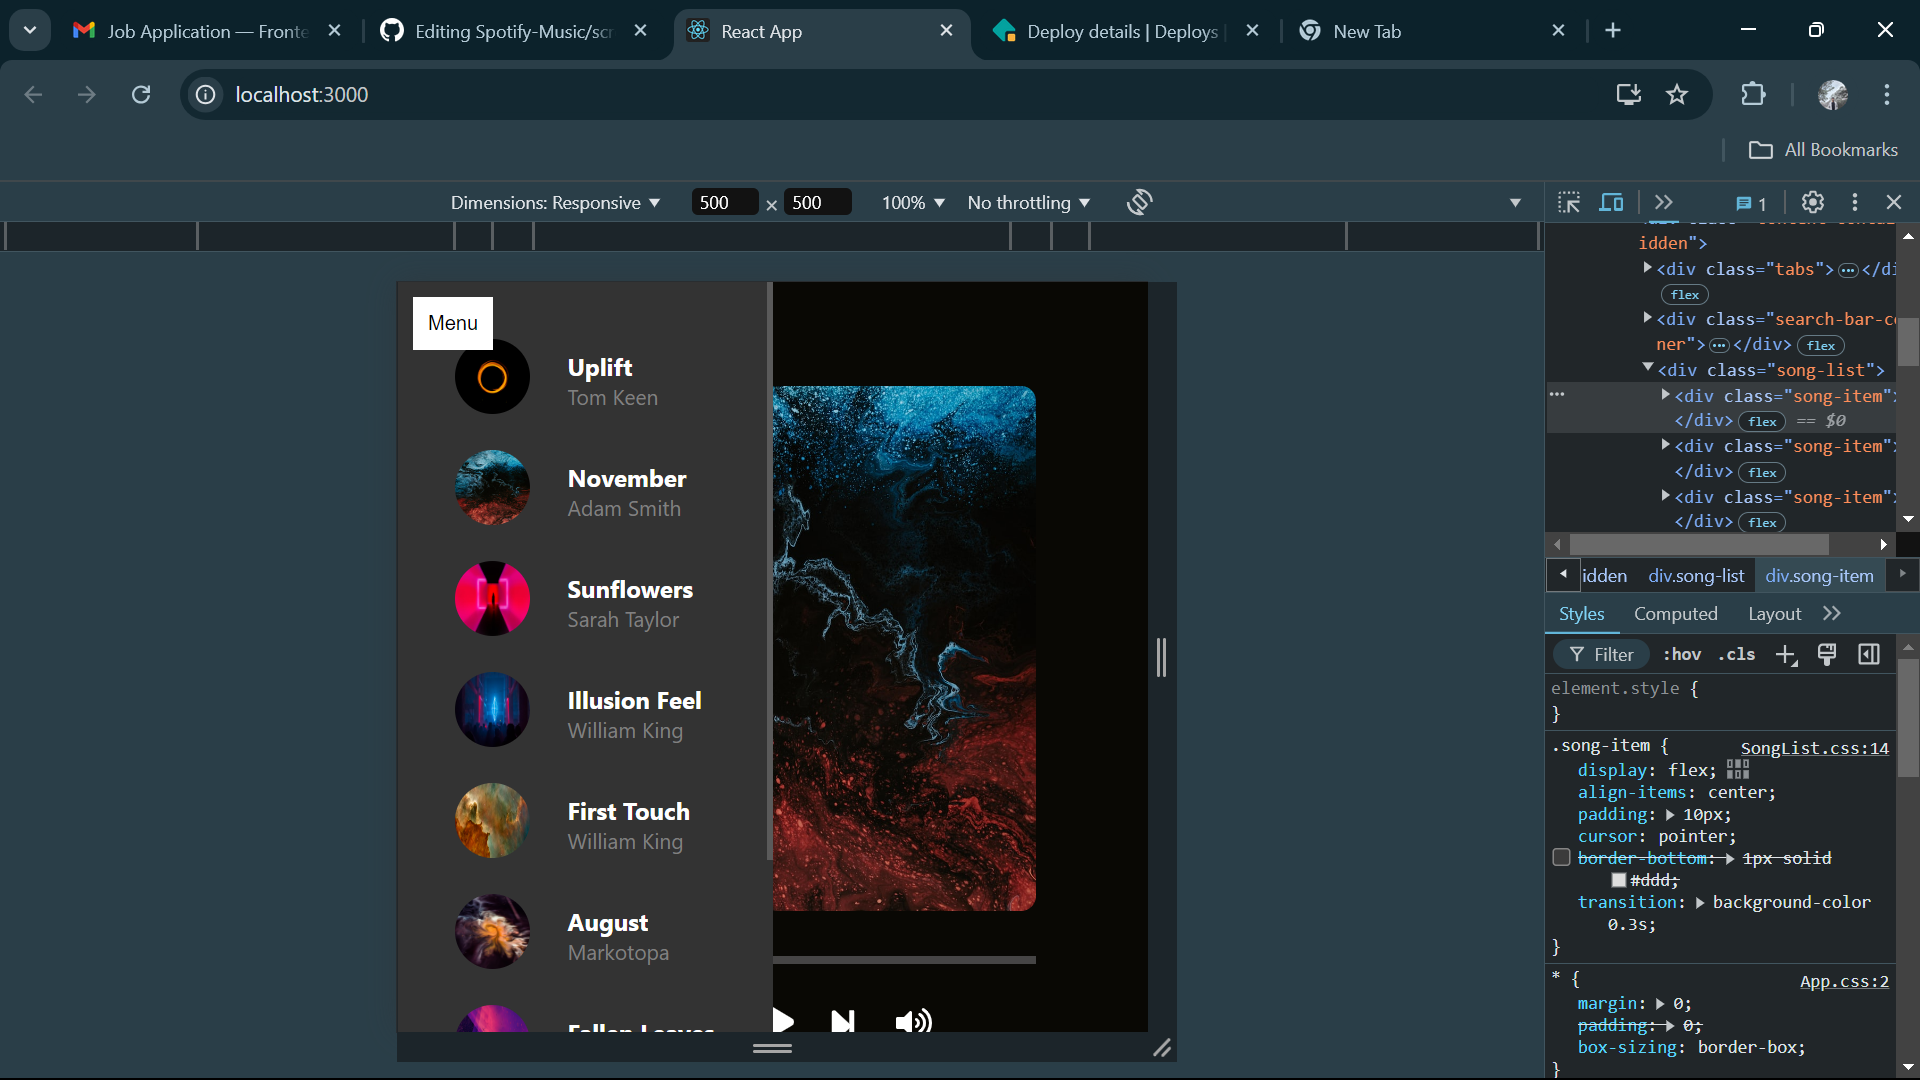 Job Application — Fronte
Editing Spotify-Music/scr
React App
Deploy details | Deploys
New Tab
localhost:3000
All Bookmarks
Dimensions: Responsive
500 × 500
100%
No throttling
1
Menu
Uplift
Tom Keen
November
Adam Smith
Sunflowers
Sarah Taylor
Illusion Feel
William King
First Touch
William King
August
Markotopa
Fallen Leaves
idden">
<div class="tabs"> … </di
flex
<div class="search-bar-co
ner"> … </div> flex
<div class="song-list">
… <div class="song-item">
</div> flex == $0
<div class="song-item">
</div> flex
<div class="song-item">
</div> flex
idden div.song-list div.song-item
Styles Computed Layout
Filter :hov .cls
element.style {
}
.song-item { SongList.css:14
display: flex;
align-items: center;
padding: 10px;
cursor: pointer;
border-bottom: 1px solid
#ddd;
transition: background-color
0.3s;
}
* { App.css:2
margin: 0;
padding: 0;
box-sizing: border-box;
}